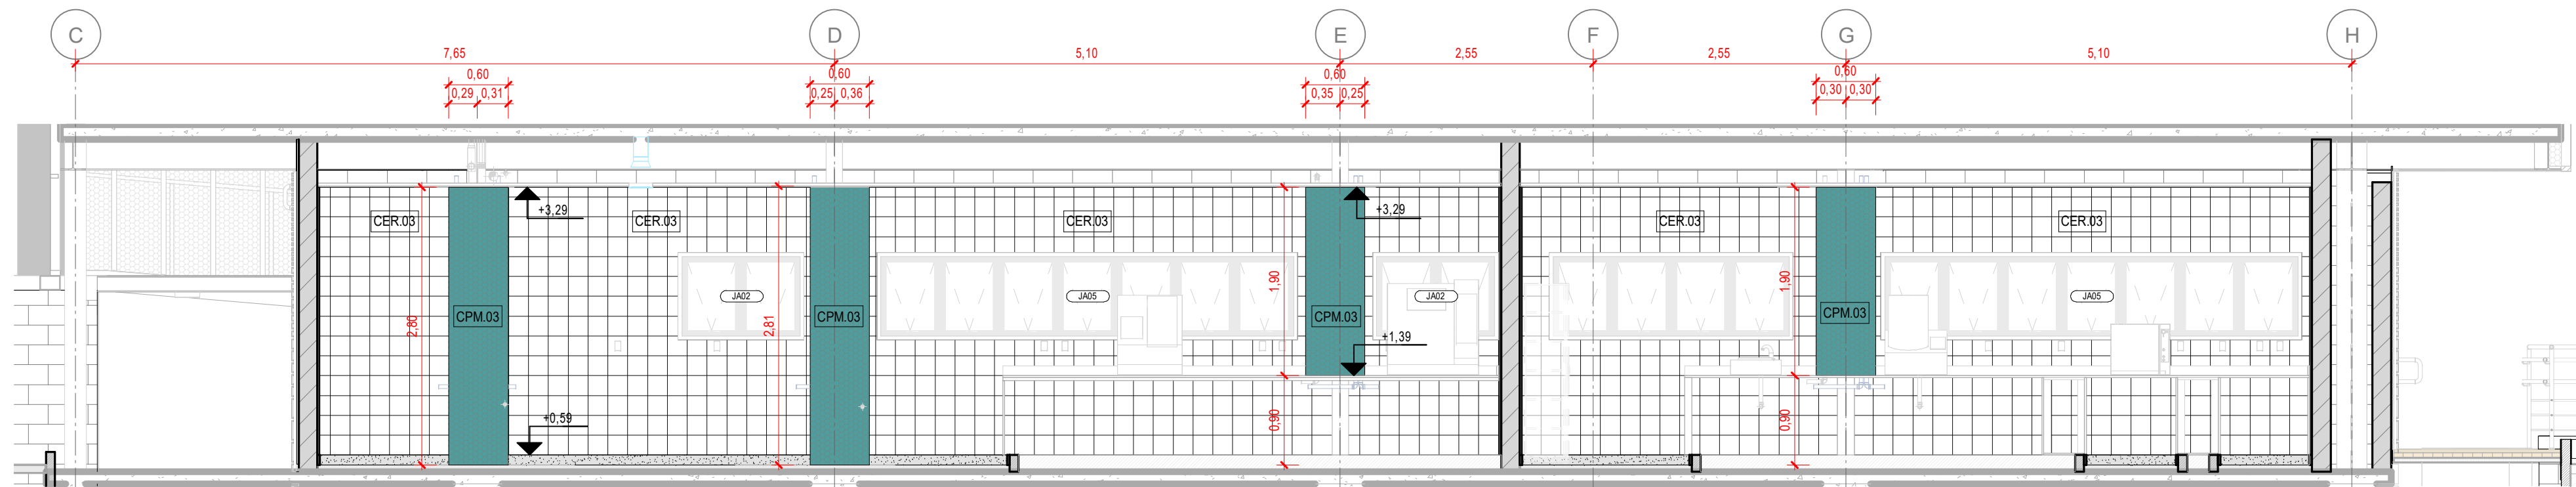 C D E F G H
7,65 5,10 2,55 2,55 5,10
0,60 0,60 0,60 0,60
0,29 0,31 0,25 0,36 0,35 0,25 0,30 0,30
+3,29 +3,29
CER.03 CER.03 CER.03 CER.03 CER.03
1,90 1,90
JA02 JA05 JA02 JA05
CPM.03 CPM.03 CPM.03 CPM.03
2,80 2,81
+1,39
+0,59 0,90 0,90